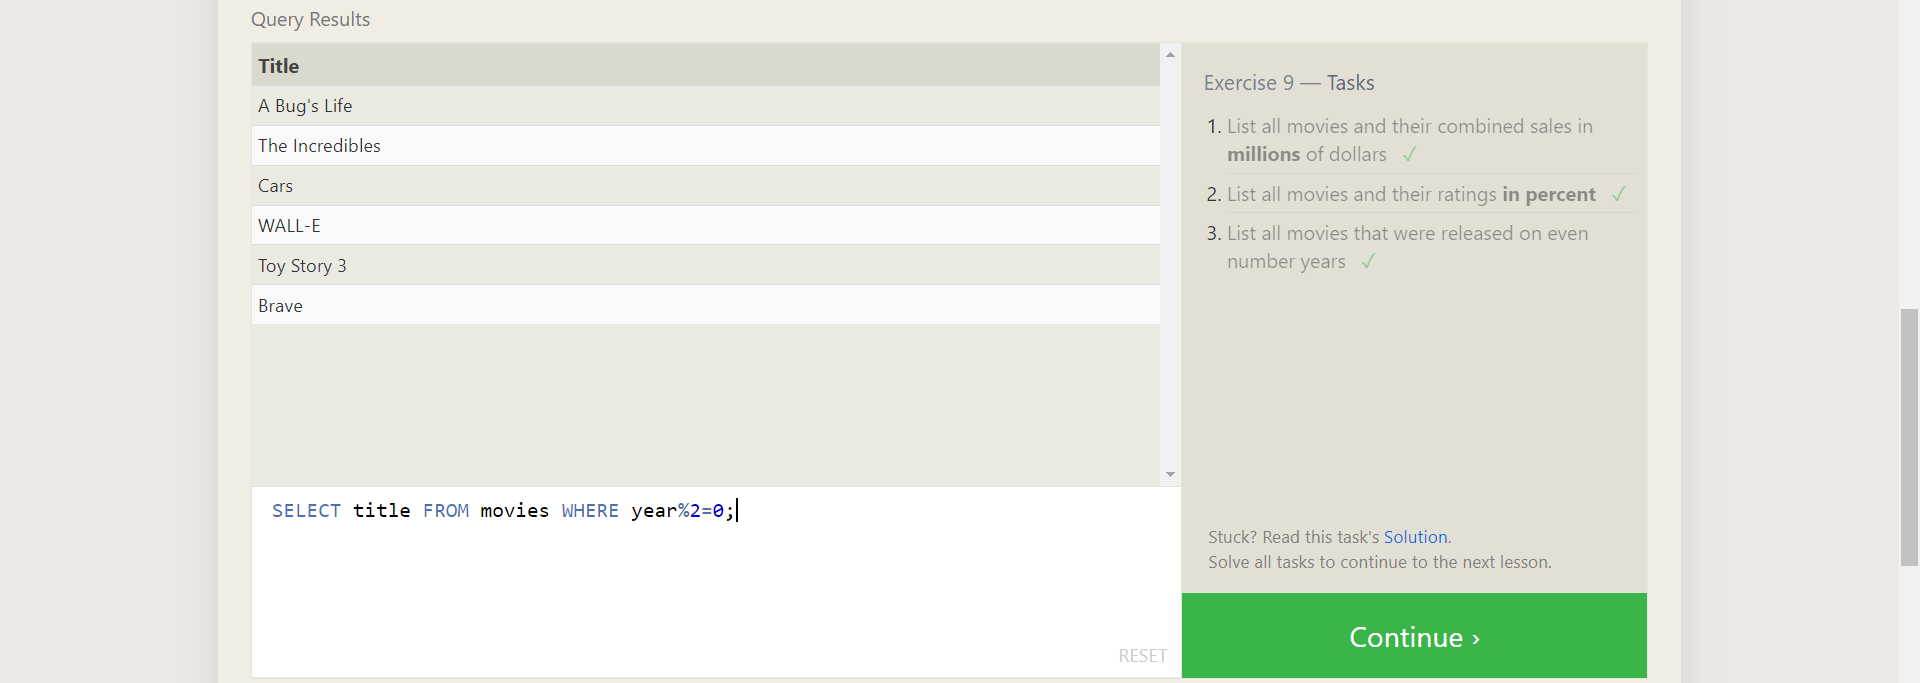 Query Results
Title
A Bug's Life
The Incredibles
Cars
WALL-E
Toy Story 3
Brave
SELECT title FROM movies WHERE year%2=0;
RESET
Exercise 9 — Tasks
1. List all movies and their combined sales in
millions of dollars ✓
2. List all movies and their ratings in percent ✓
3. List all movies that were released on even
number years ✓
Stuck? Read this task's Solution.
Solve all tasks to continue to the next lesson.
Continue ›